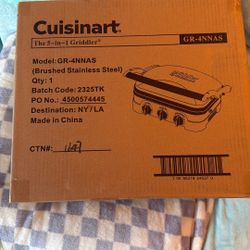 Cuisinart®
The 5-in-1 Griddler®
GR-4NNAS
Model: GR-4NNAS
(Brushed Stainless Steel)
Qty: 1
Batch Code: 2325TK
PO No.: 4500574445
Destination: NY/LA
Made in China
CTN#: